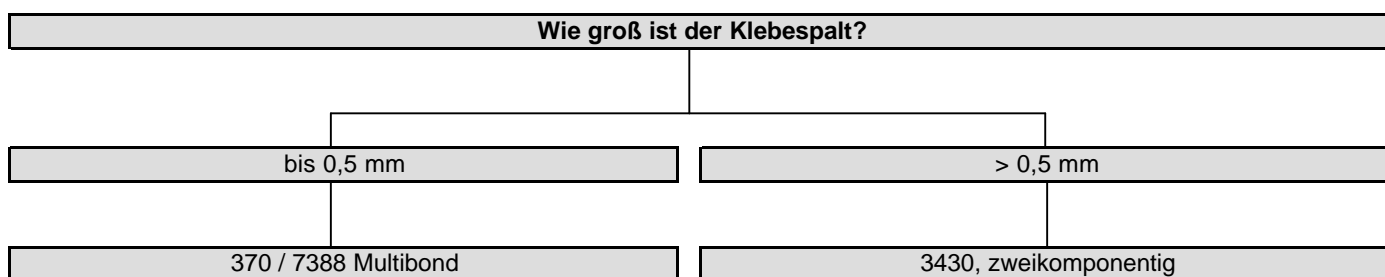 Wie groß ist der Klebespalt?
bis 0,5 mm
> 0,5 mm
370 / 7388 Multibond
3430, zweikomponentig